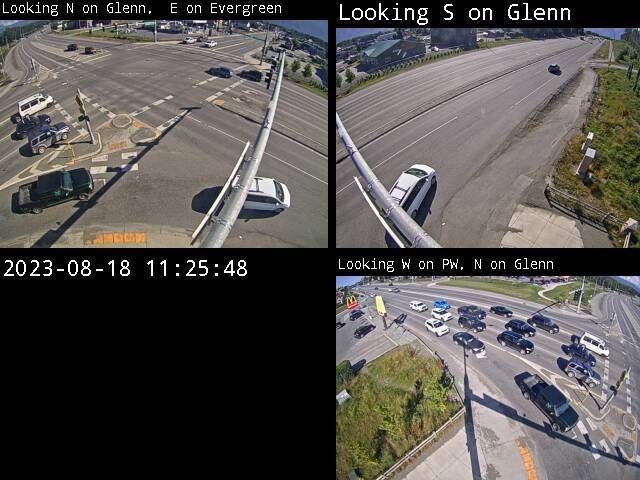 Looking N on Glenn, E on Evergreen
Looking S on Glenn
2023-08-18 11:25:48
Looking W on PW, N on Glenn